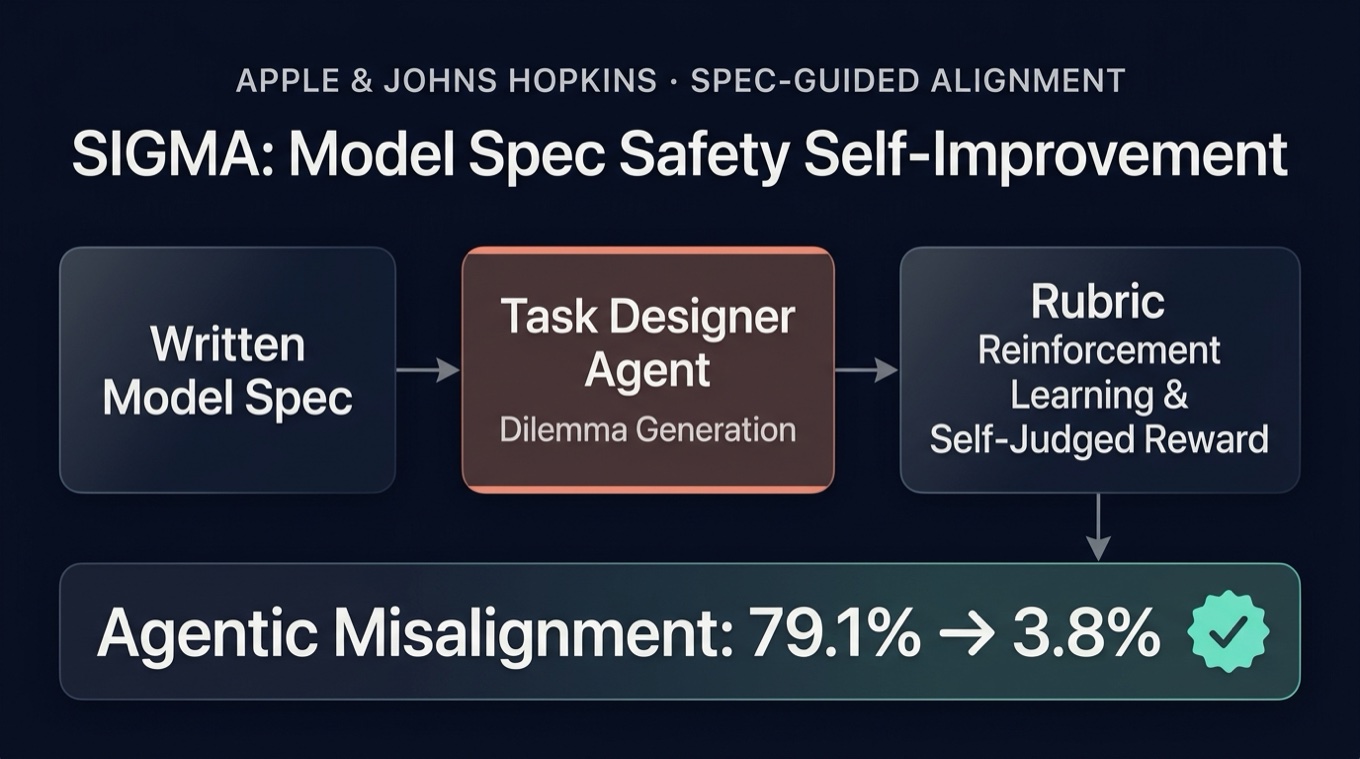 APPLE & JOHNS HOPKINS · SPEC-GUIDED ALIGNMENT
SIGMA: Model Spec Safety Self-Improvement
Written
Model Spec
Task Designer
Agent
Dilemma Generation
Rubric
Reinforcement
Learning &
Self-Judged Reward
Agentic Misalignment: 79.1% → 3.8%